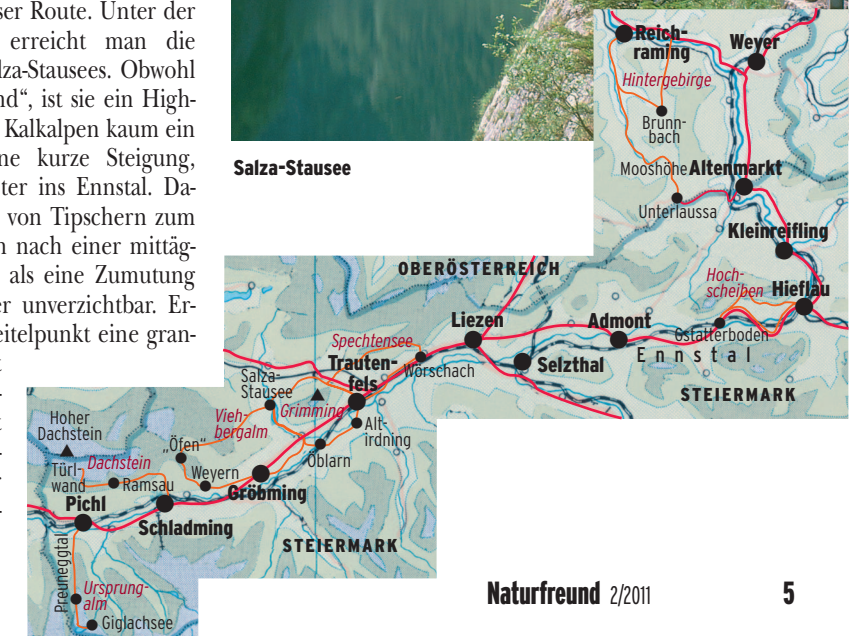 ser Route. Unter der
erreicht man die
lza-Stausees. Obwohl
nd“, ist sie ein High-
Kalkalpen kaum ein
ne kurze Steigung,
ter ins Ennstal. Da-
von Tipschern zum
n nach einer mittäg-
als eine Zumutung
er unverzichtbar. Er-
eitelpunkt eine gran-
Salza-Stausee
Reich-
raming
Weyer
Hintergebirge
Brunn-
bach
Mooshöhe
Altenmarkt
Unterlaussa
Kleinreifling
Hoch-
scheiben
Hieflau
OBERÖSTERREICH
Liezen
Admont
Gstatterboden
Ennstal
Selzthal
STEIERMARK
Spechtensee
Wörschach
Trauten-
fels
Salza-
Stausee
Grimming
Vieh-
bergalm
Alt-
irdning
Öblarn
Hoher
Dachstein
„Öfen“
Dachstein
Türl-
wand
Ramsau
Weyern
Gröbming
Pichl
Schladming
STEIERMARK
Preuneggtal
Ursprung-
alm
Giglachsee
Naturfreund 2/2011 5